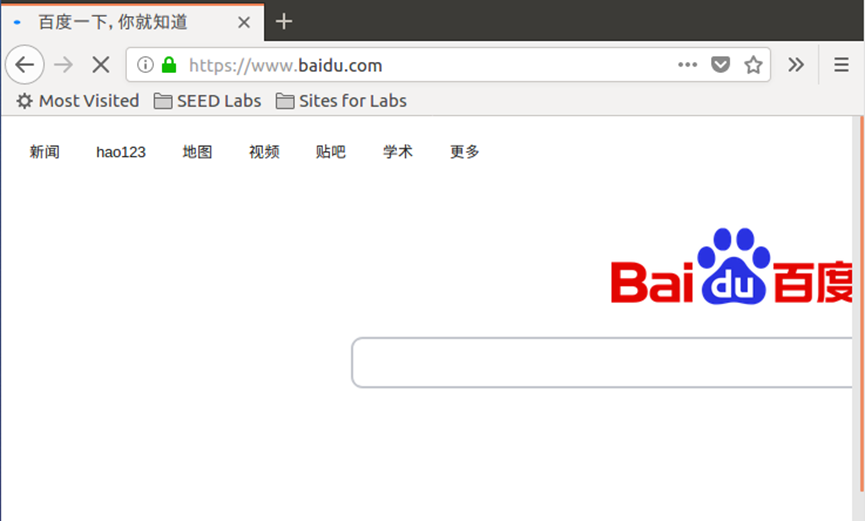 百度一下, 你就知道
https://www.baidu.com
Most Visited SEED Labs Sites for Labs
新闻 hao123 地图 视频 贴吧 学术 更多
Bai du 百度